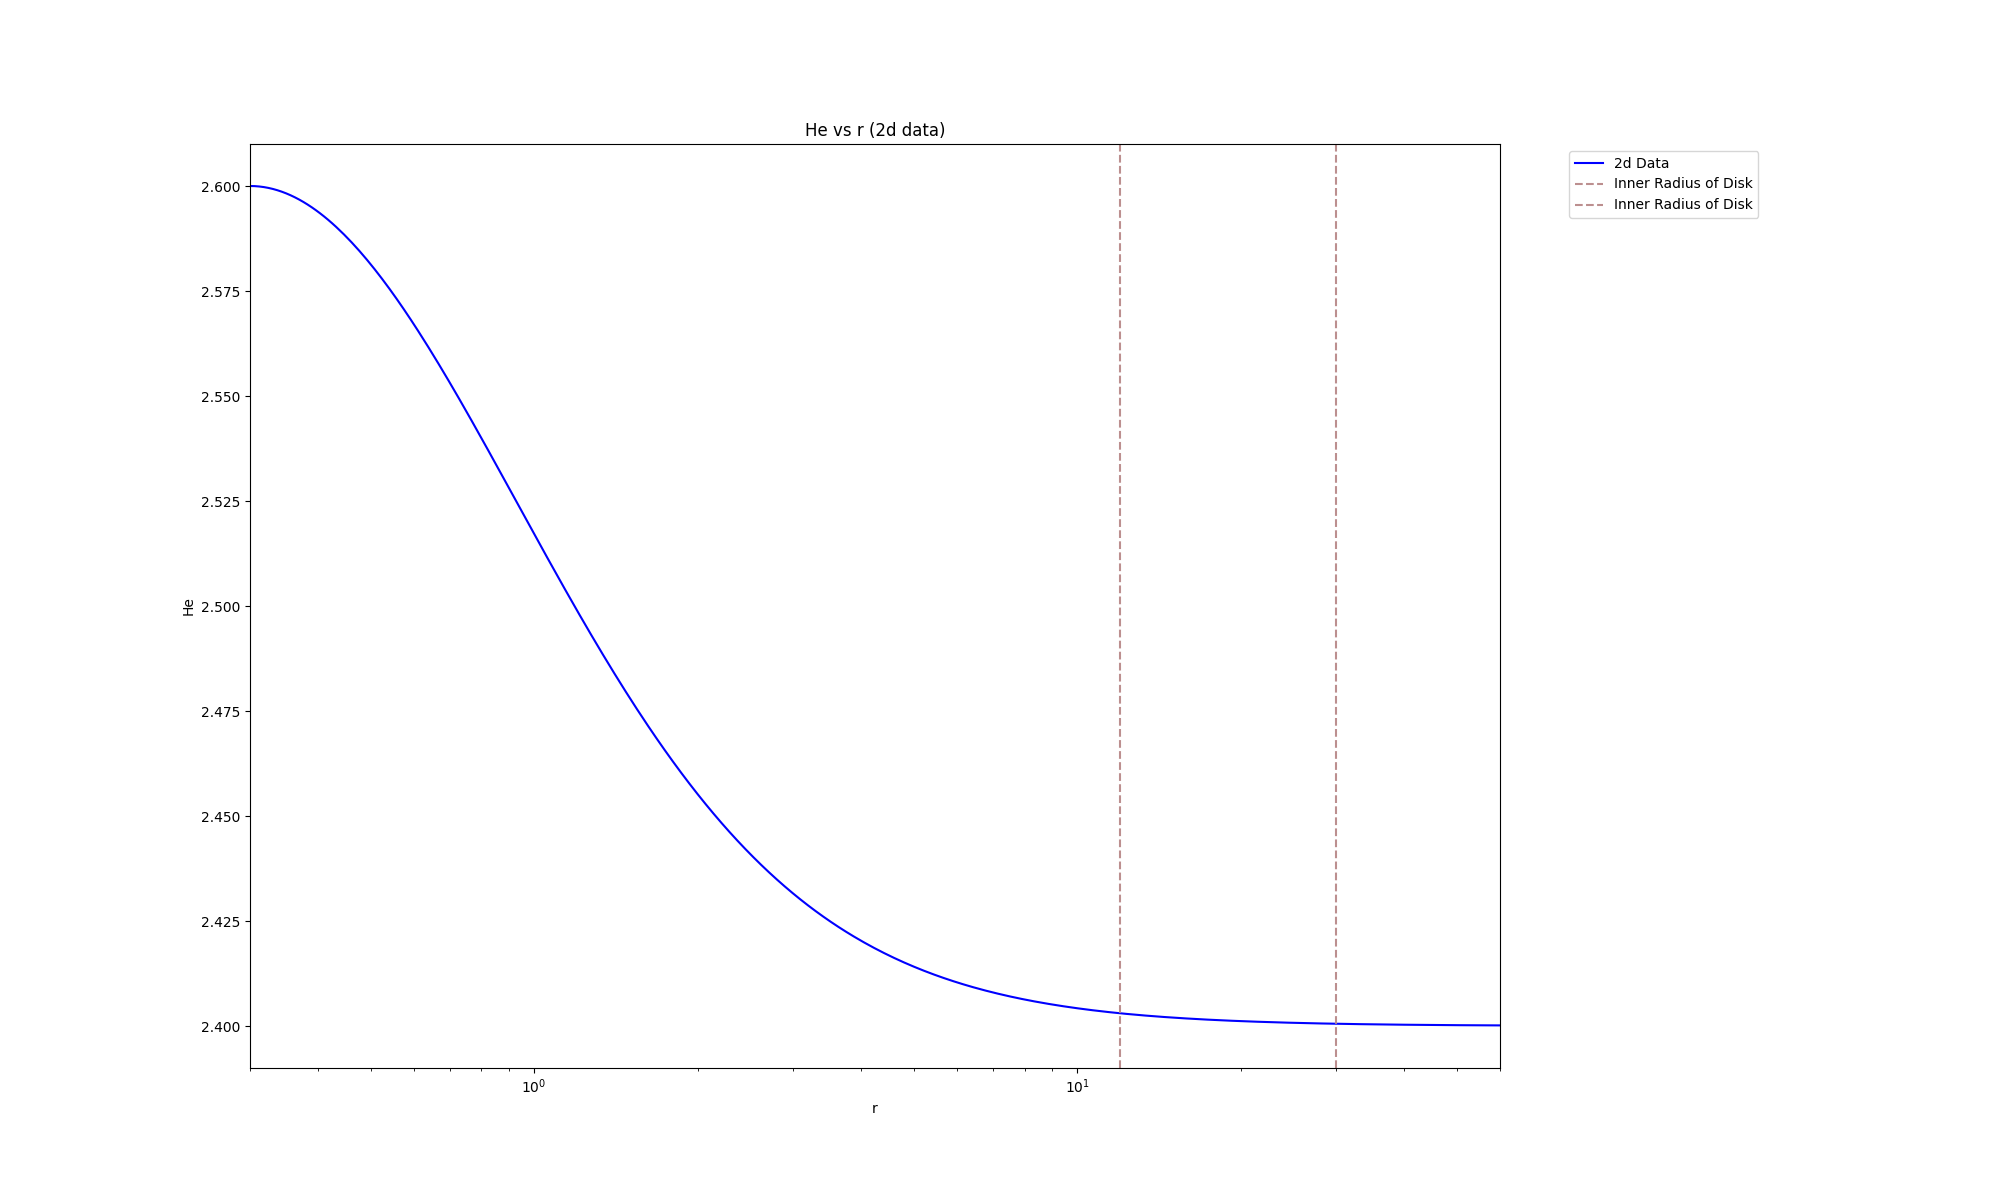 He vs r (2d data)
2d Data
Inner Radius of Disk
Inner Radius of Disk
2.600
2.575
2.550
2.525
2.500
2.475
2.450
2.425
2.400
He
10⁰
10¹
r